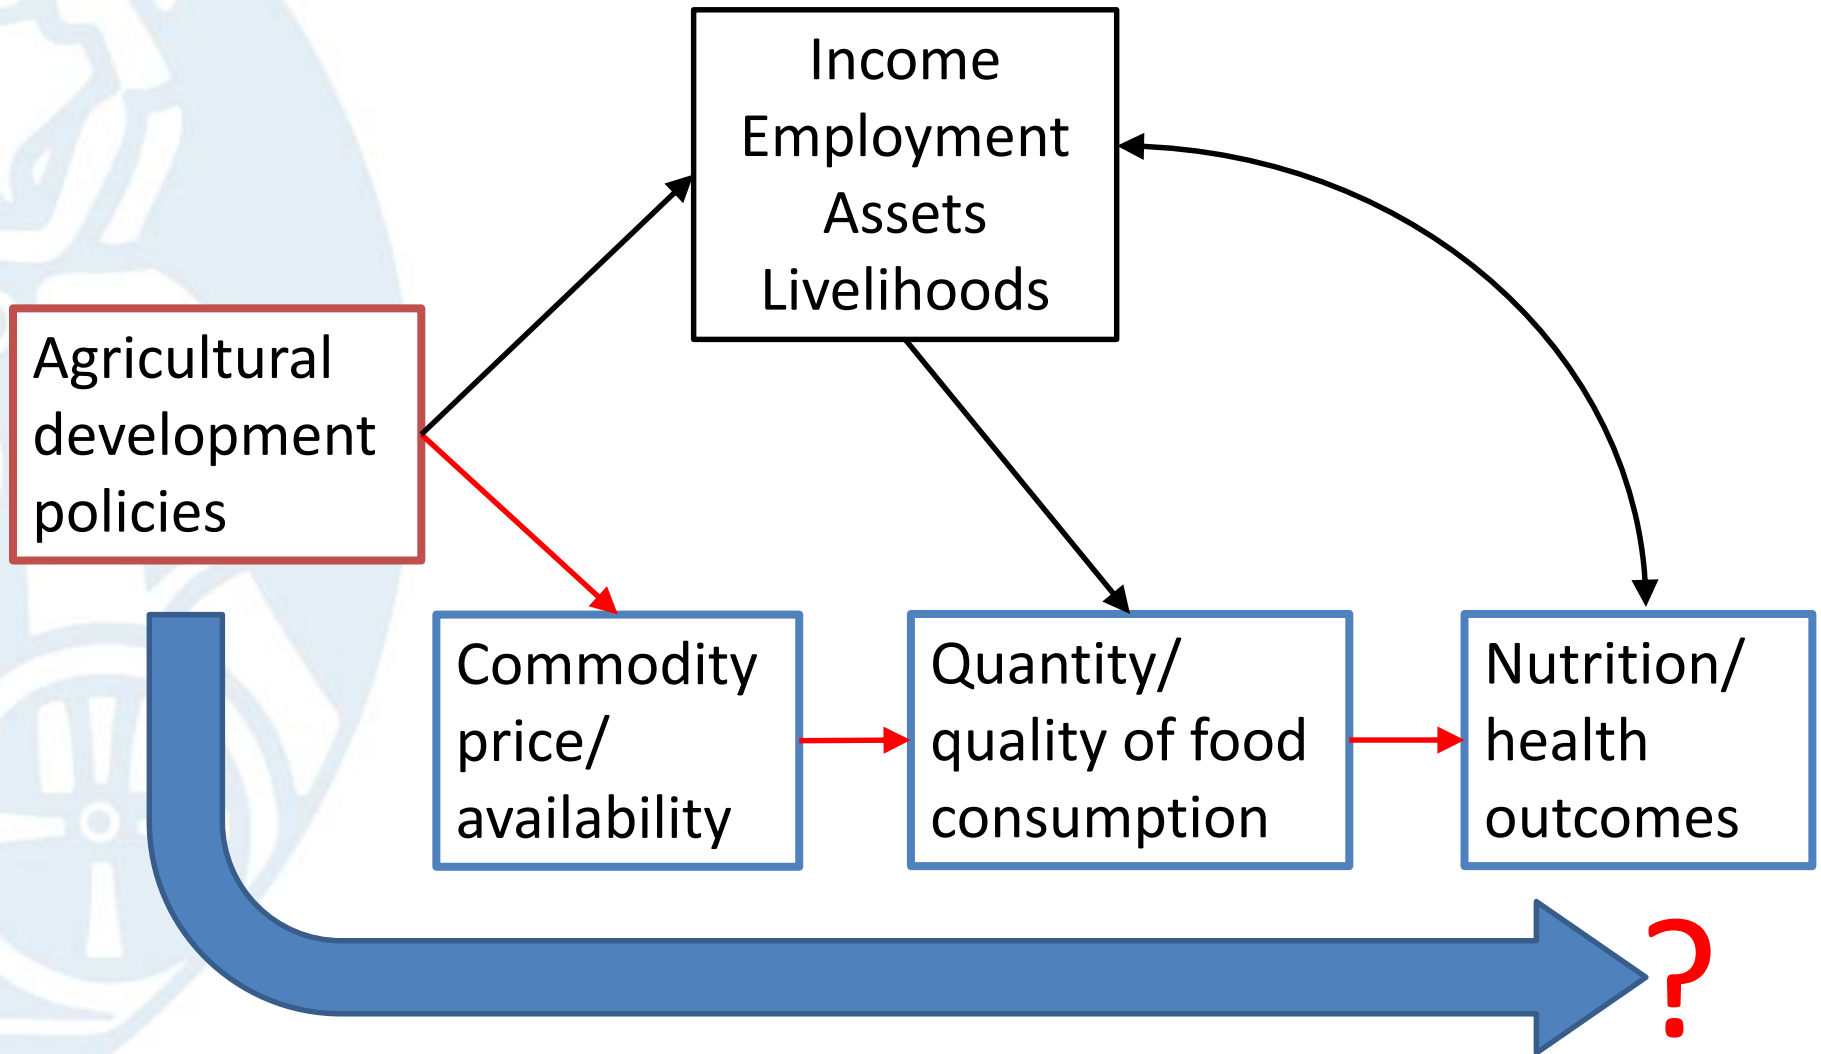 Income
Employment
Assets
Livelihoods
Agricultural
development
policies
Commodity
price/
availability
Quantity/
quality of food
consumption
Nutrition/
health
outcomes
?